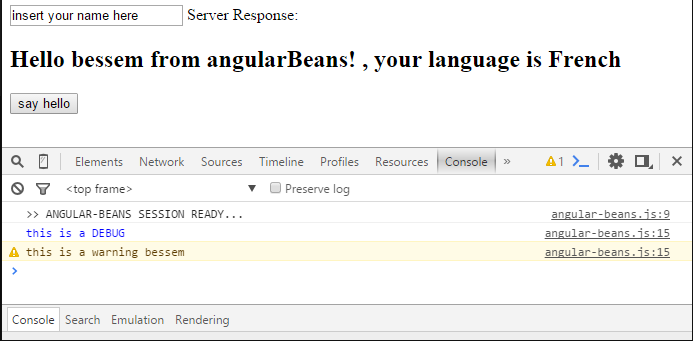 insert your name here Server Response:
Hello bessem from angularBeans! , your language is French
say hello
Elements Network Sources Timeline Profiles Resources Console » 1
<top frame> Preserve log
>> ANGULAR-BEANS SESSION READY... angular-beans.js:9
this is a DEBUG angular-beans.js:15
this is a warning bessem angular-beans.js:15
>
Console Search Emulation Rendering